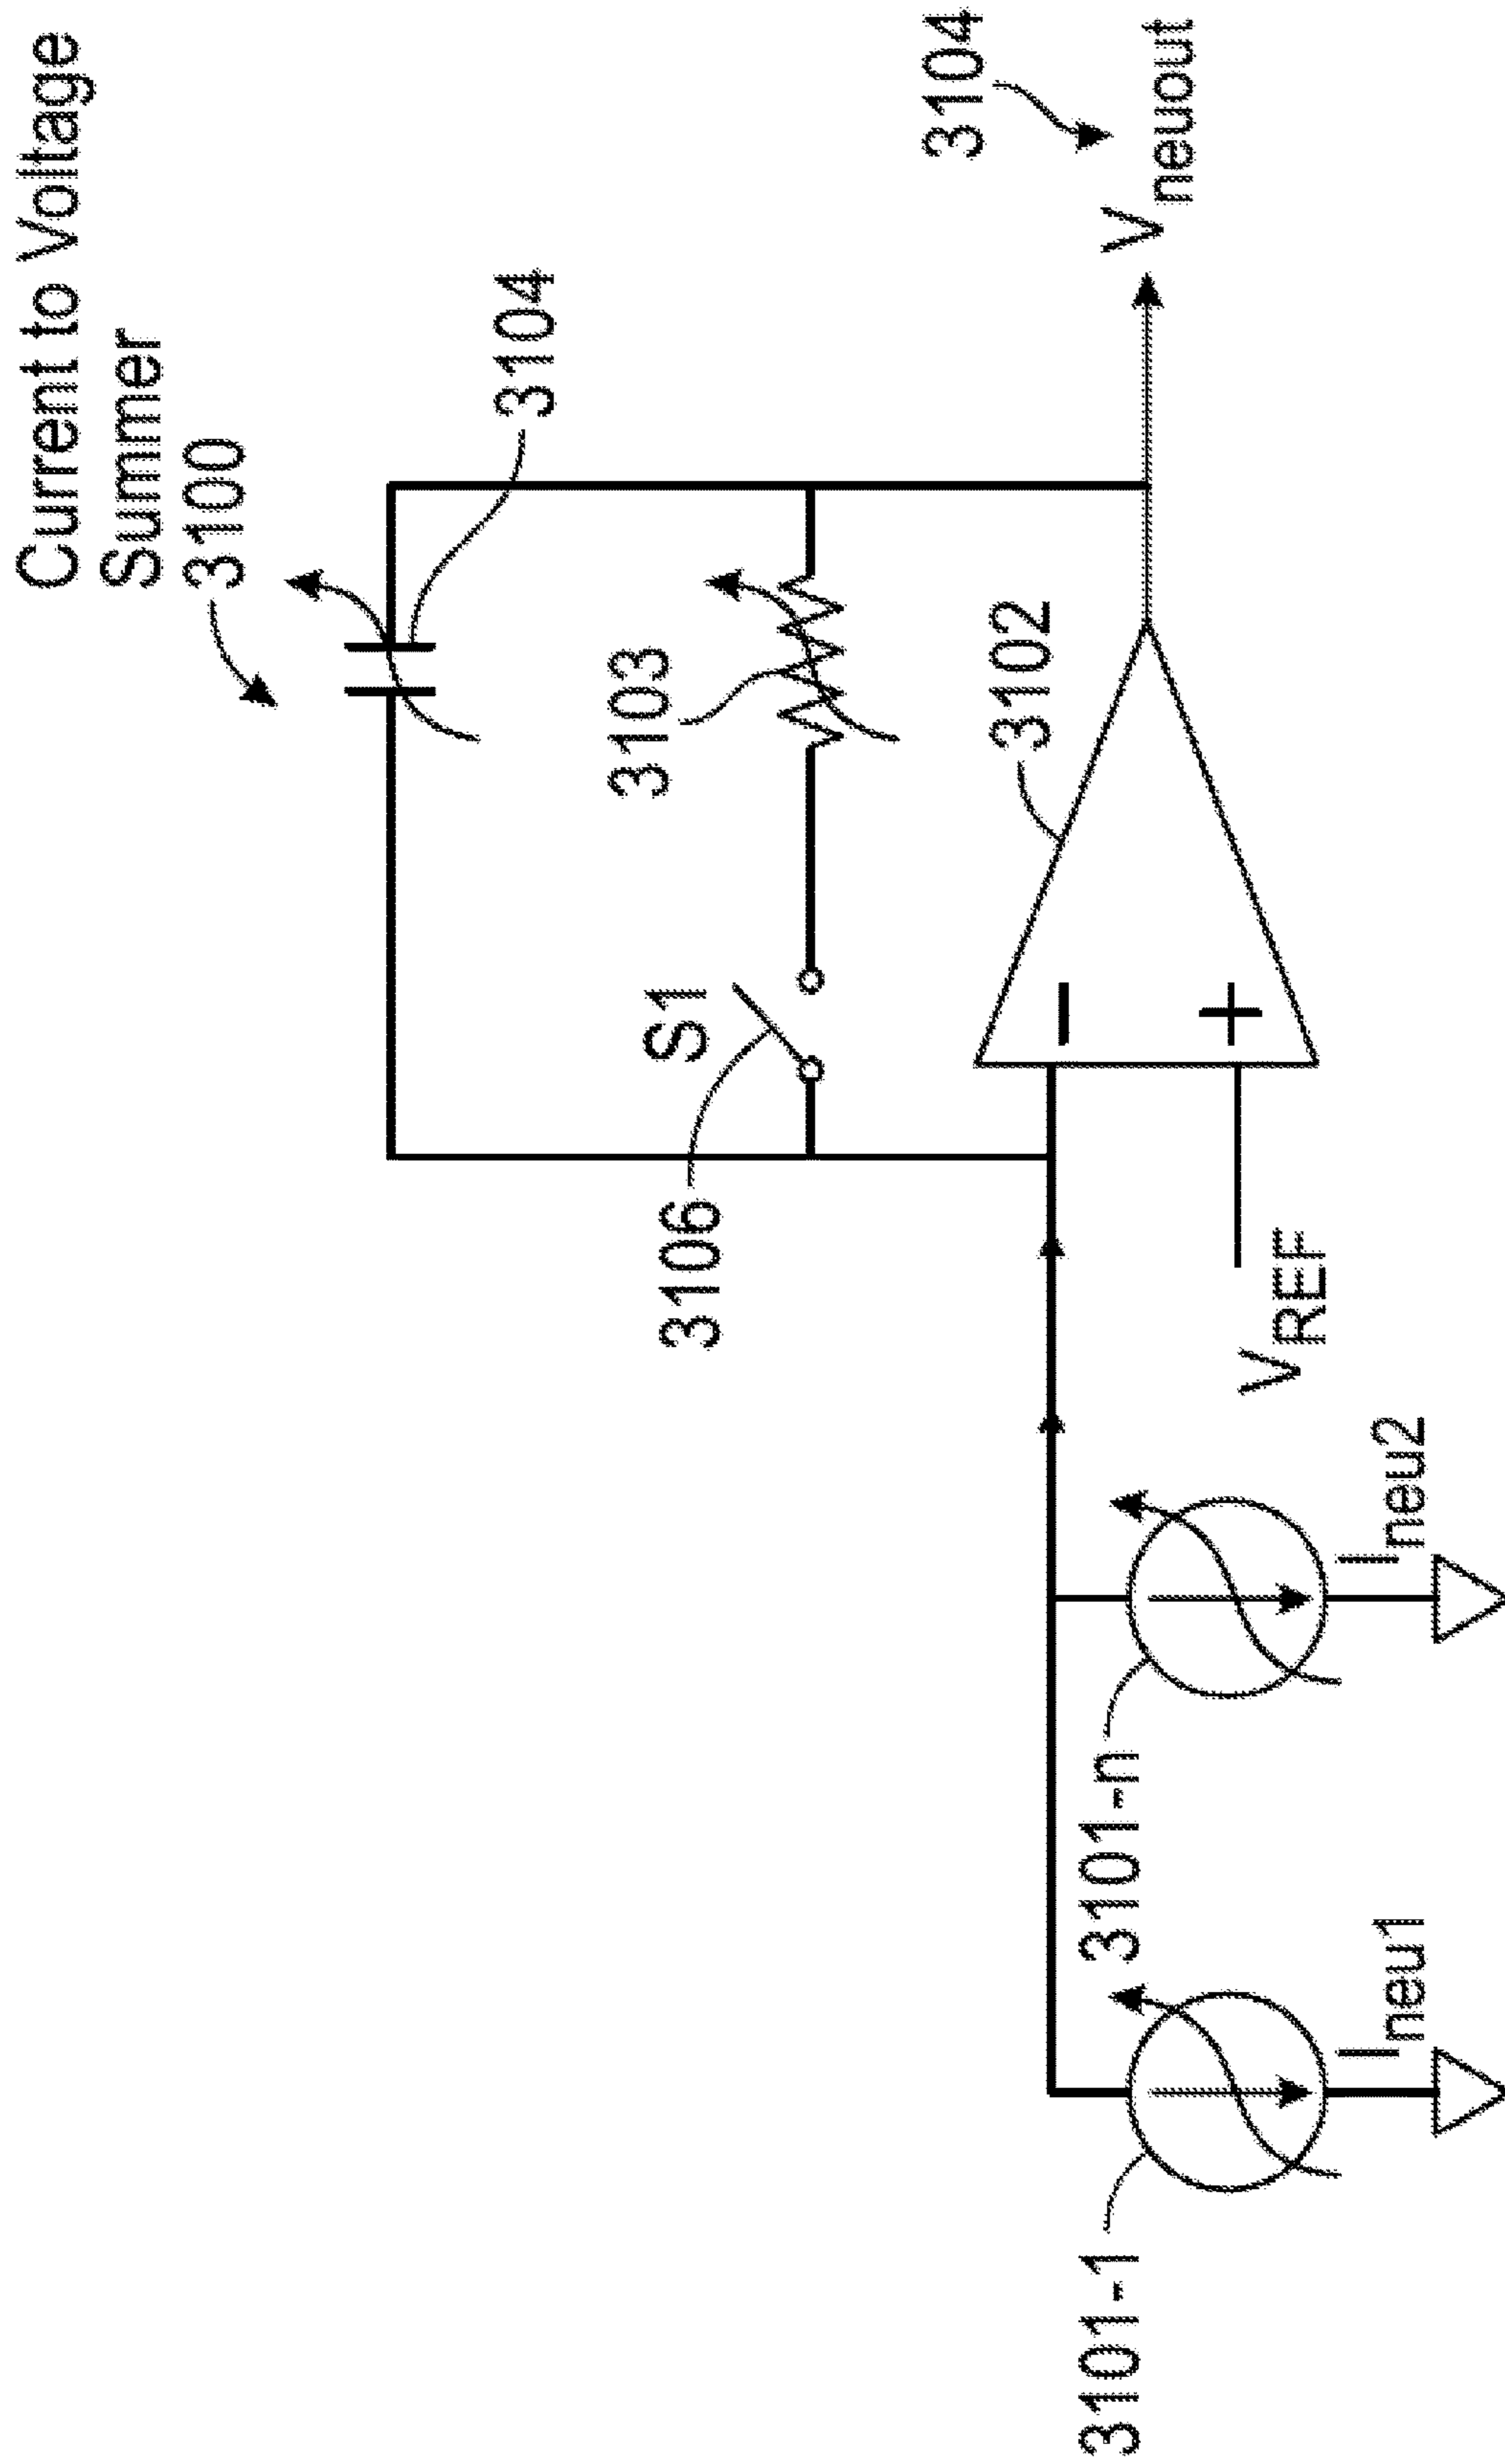 Current to Voltage
Summer
3100
3104
3103
S1
3106
3102
3104
Vneuout
−
+
VREF
3101-1
Ineu1
3101-n
Ineu2